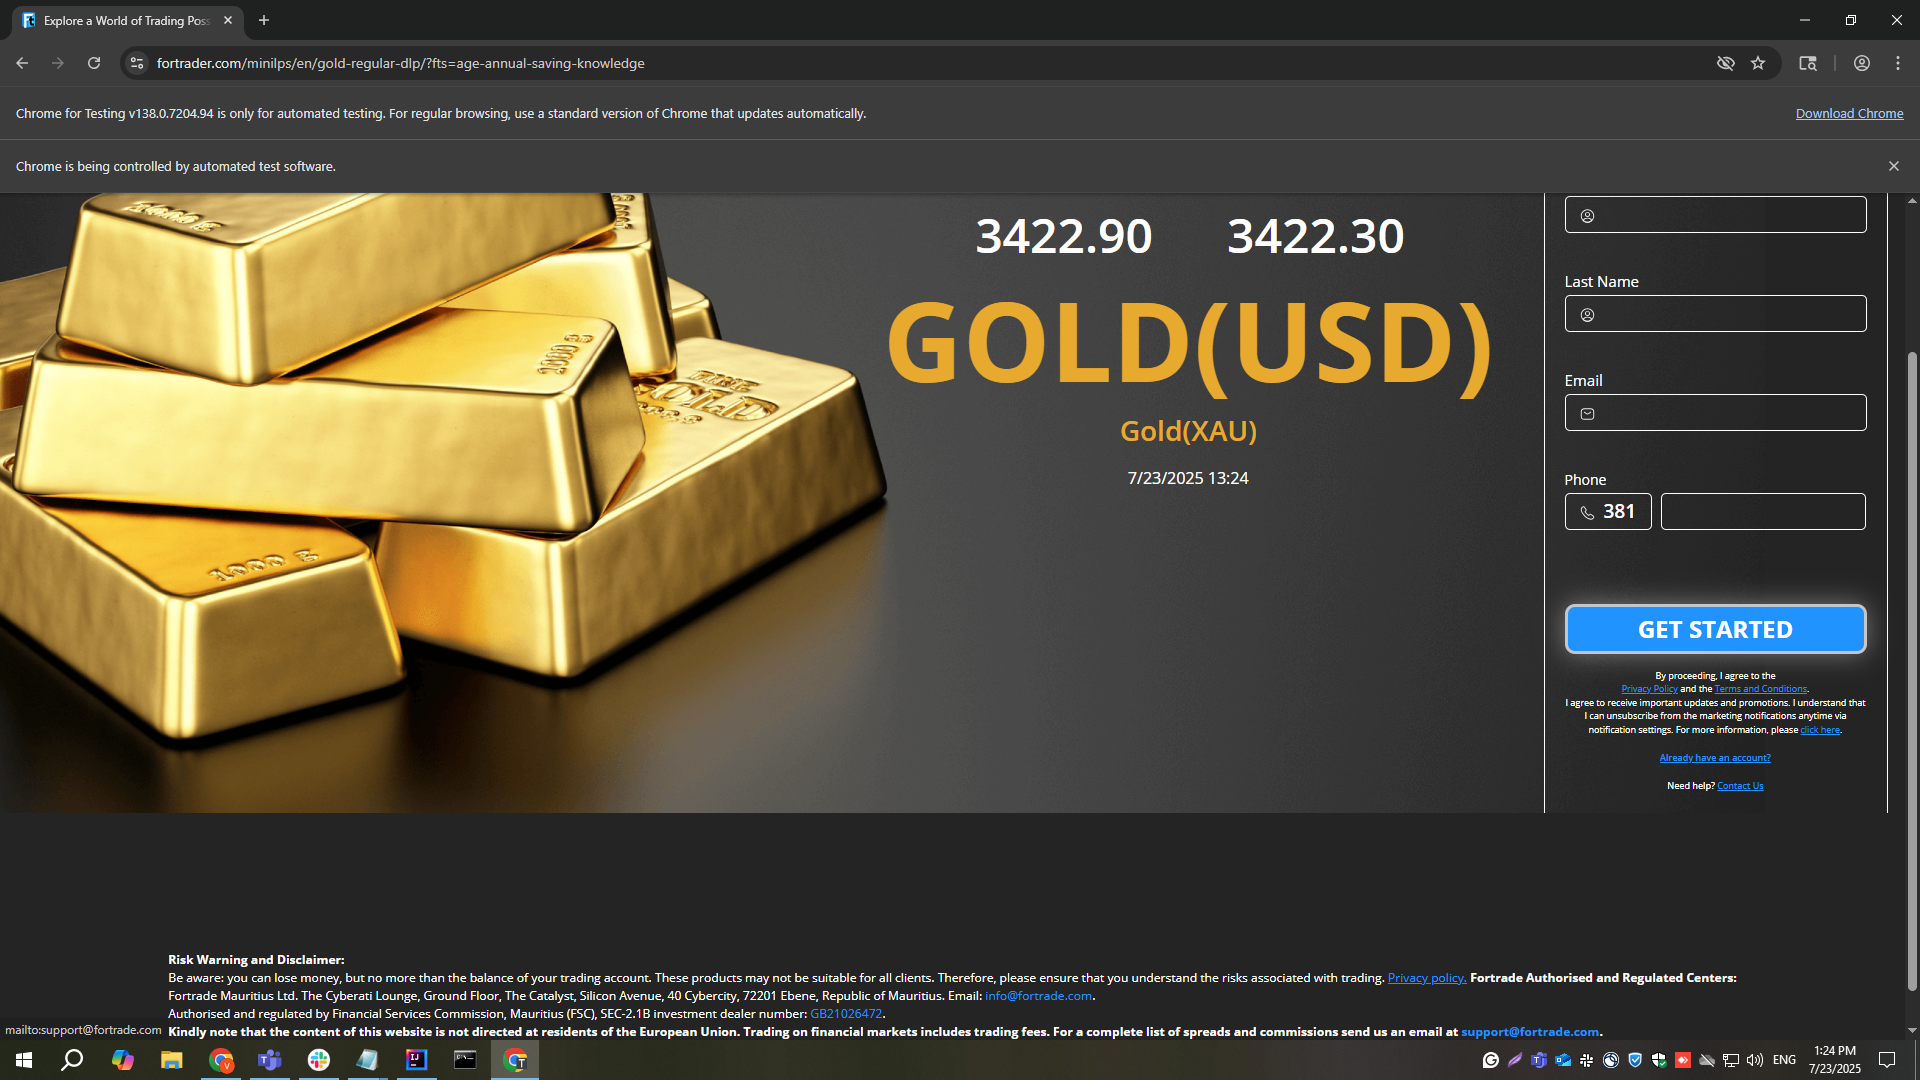 Explore a World of Trading Poss
fortrader.com/minilps/en/gold-regular-dlp/?fts=age-annual-saving-knowledge
Chrome for Testing v138.0.7204.94 is only for automated testing. For regular browsing, use a standard version of Chrome that updates automatically.
Download Chrome
Chrome is being controlled by automated test software.
1000 g
1000 g
FINE
GOLD
1000 g
3422.90 3422.30
GOLD(USD)
Gold(XAU)
7/23/2025 13:24
Last Name
Email
Phone
381
GET STARTED
By proceeding, I agree to the
Privacy Policy and the Terms and Conditions.
I agree to receive important updates and promotions. I understand that
I can unsubscribe from the marketing notifications anytime via
notification settings. For more information, please click here.
Already have an account?
Need help? Contact Us
Risk Warning and Disclaimer:
Be aware: you can lose money, but no more than the balance of your trading account. These products may not be suitable for all clients. Therefore, please ensure that you understand the risks associated with trading. Privacy policy. Fortrade Authorised and Regulated Centers:
Fortrade Mauritius Ltd. The Cyberati Lounge, Ground Floor, The Catalyst, Silicon Avenue, 40 Cybercity, 72201 Ebene, Republic of Mauritius. Email: info@fortrade.com.
Authorised and regulated by Financial Services Commission, Mauritius (FSC), SEC-2.1B investment dealer number: GB21026472.
Kindly note that the content of this website is not directed at residents of the European Union. Trading on financial markets includes trading fees. For a complete list of spreads and commissions send us an email at support@fortrade.com.
mailto:support@fortrade.com
ENG
1:24 PM
7/23/2025